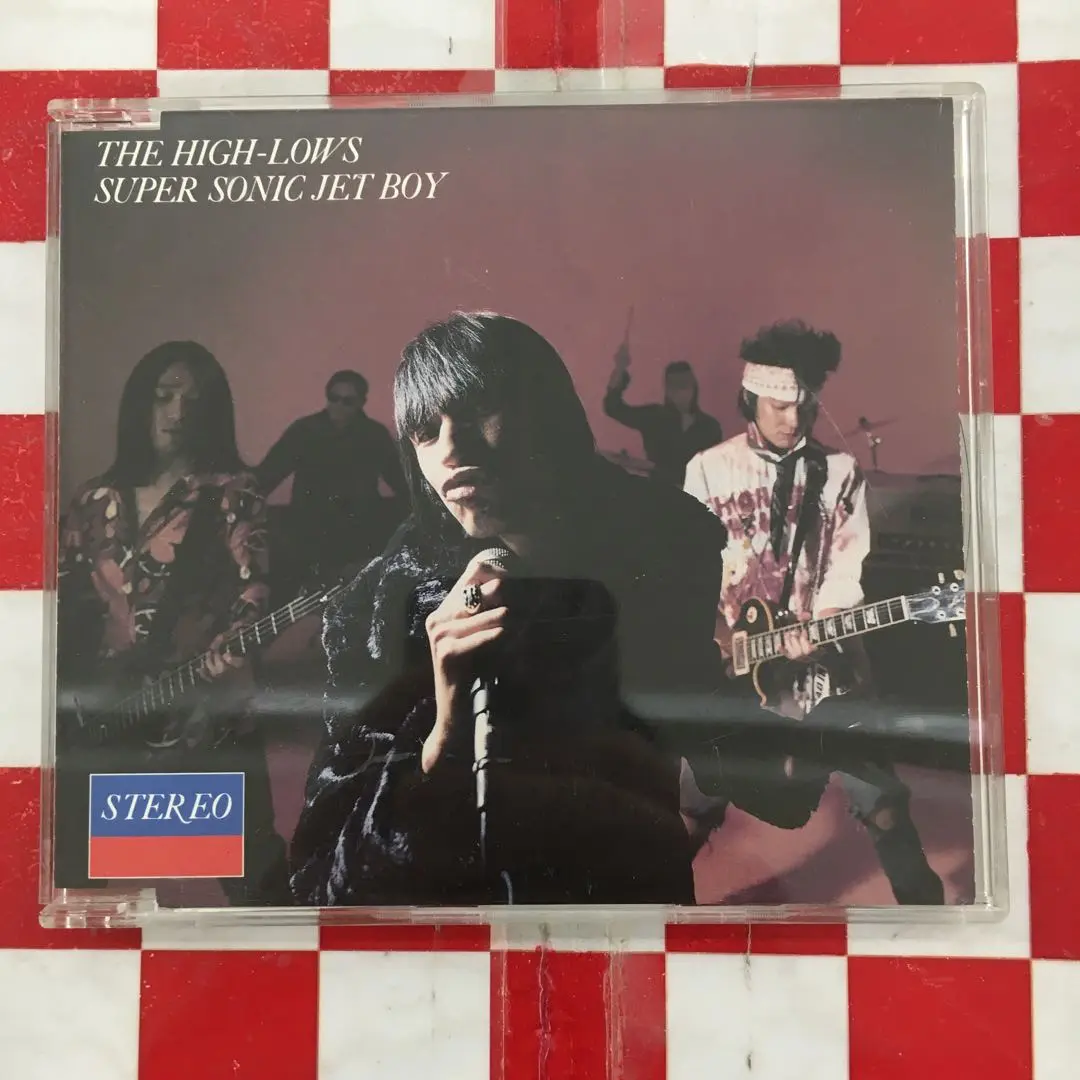 THE HIGH-LOWS
SUPER SONIC JET BOY
STEREO